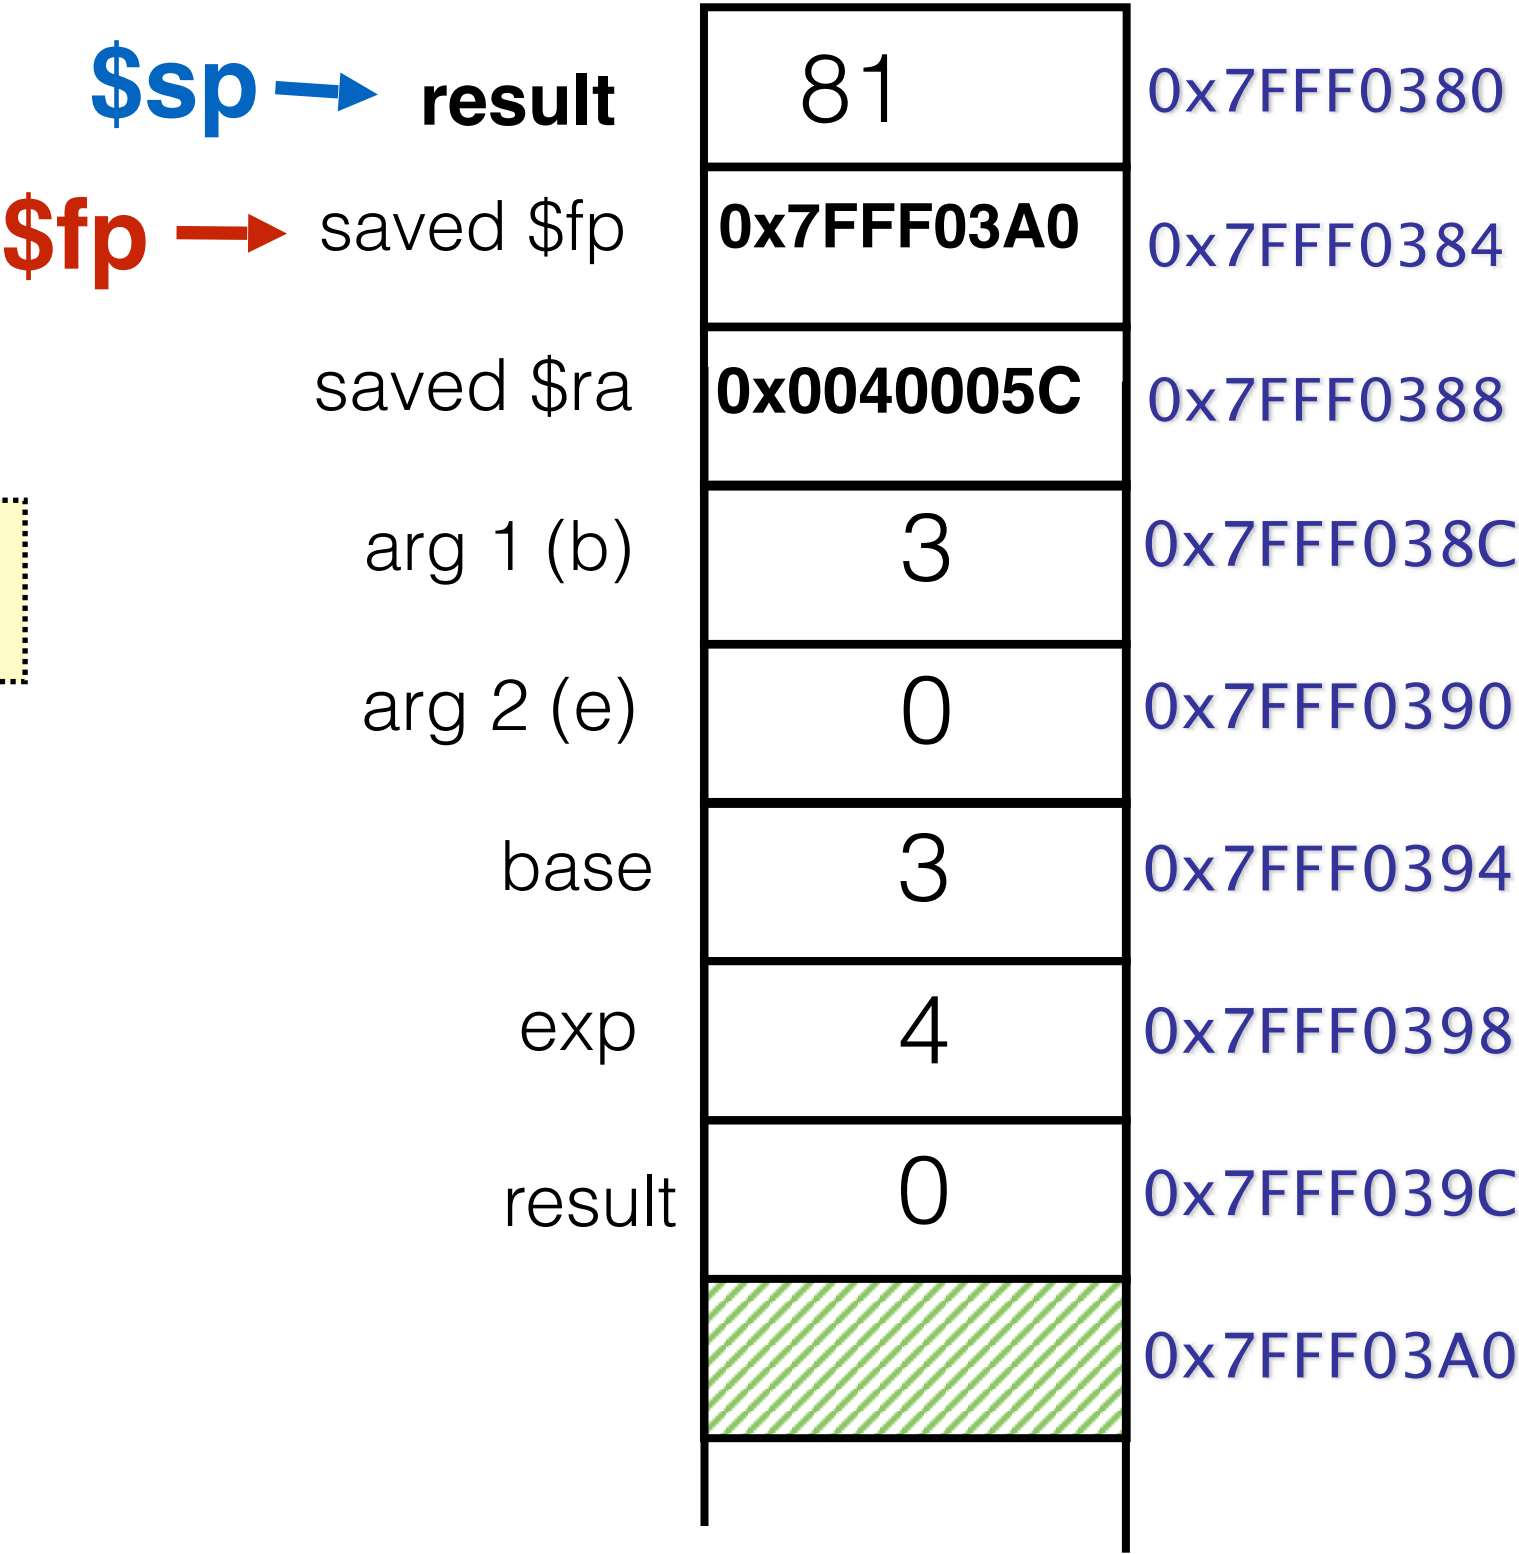 $sp result 81 0x7FFF0380
$fp saved $fp 0x7FFF03A0 0x7FFF0384
saved $ra 0x0040005C 0x7FFF0388
arg 1 (b) 3 0x7FFF038C
arg 2 (e) 0 0x7FFF0390
base 3 0x7FFF0394
exp 4 0x7FFF0398
result 0 0x7FFF039C
0x7FFF03A0